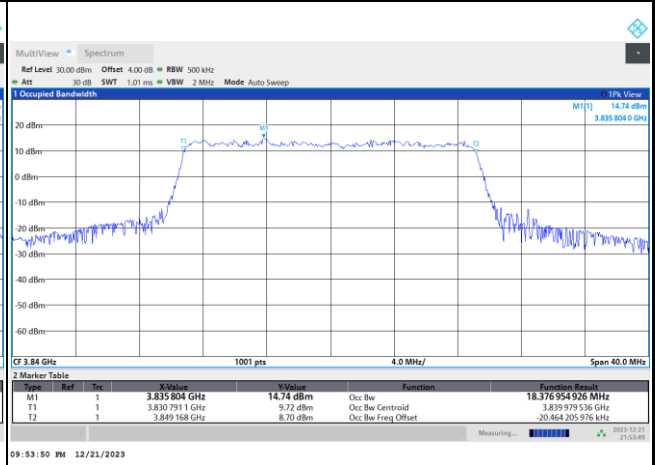 MultiView Spectrum
Ref Level 30.00 dBm Offset 4.00 dB RBW 500 kHz
Att 30 dB SWT 1.01 ms VBW 2 MHz Mode Auto Sweep
1 Occupied Bandwidth 1Pk View
M1[1] 14.74 dBm
3.835 804 0 GHz
M1
T1
T2
20 dBm
10 dBm
0 dBm
-10 dBm
-20 dBm
-30 dBm
-40 dBm
-50 dBm
-60 dBm
CF 3.84 GHz 1001 pts 4.0 MHz/ Span 40.0 MHz
2 Marker Table
Type Ref Trc X-Value Y-Value Function Function Result
M1 1 3.835 804 GHz 14.74 dBm Occ Bw 18.376 954 926 MHz
T1 1 3.830 791 1 GHz 9.72 dBm Occ Bw Centroid 3.839 979 536 GHz
T2 1 3.849 168 GHz 8.70 dBm Occ Bw Freq Offset -20.464 205 976 kHz
Measuring... 2023-12-21
21:53:49
09:53:50 PM 12/21/2023